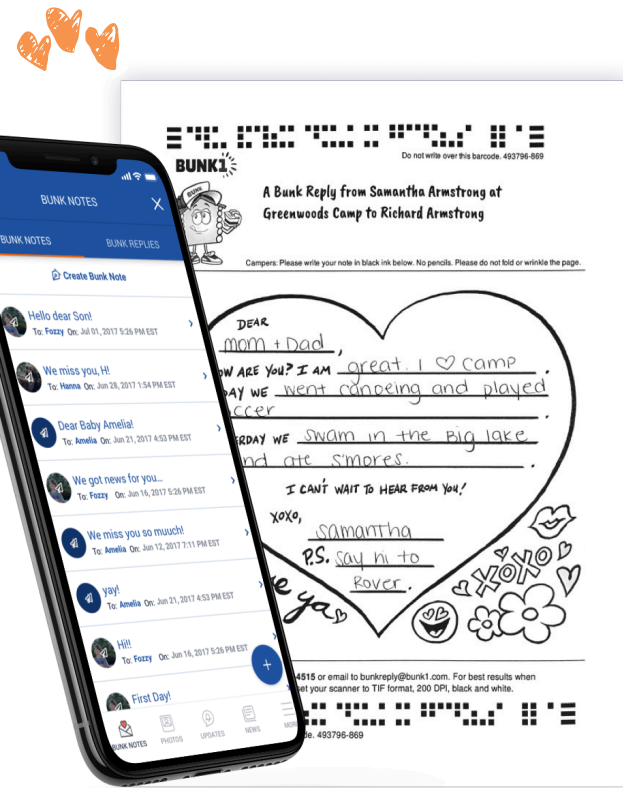 BUNK NOTES
BUNK NOTES
BUNK REPLIES
Create Bunk Note
Hello dear Son!
To: Fozzy On: Jul 01, 2017 5:26 PM EST
We miss you, H!
To: Hanna On: Jun 28, 2017 1:54 PM EST
Dear Baby Amelia!
To: Amelia On: Jun 21, 2017 4:53 PM EST
We got news for you...
To: Fozzy On: Jun 16, 2017 5:26 PM EST
We miss you so muuch!
To: Amelia On: Jun 12, 2017 7:11 PM EST
yay!
To: Amelia On: Jun 21, 2017 4:53 PM EST
Hi!!
To: Fozzy On: Jun 16, 2017 5:26 PM EST
First Day!
BUNK NOTES
PHOTOS
UPDATES
NEWS
MORE
Do not write over this barcode. 493796-869
BUNK1
BUNK
A Bunk Reply from Samantha Armstrong at
Greenwoods Camp to Richard Armstrong
Campers: Please write your note in black ink below. No pencils. Please do not fold or wrinkle the page.
DEAR
mom + Dad,
OW ARE YOU? I AM great. I ♡ camp.
DAY WE went canoeing and played
ccer.
RDAY WE swam in the Big lake
nd ate s'mores.
I CAN'T WAIT TO HEAR FROM YOU!
XOXO,
samantha
P.S. say hi to
Rover.
e ya
XOXO
4515 or email to bunkreply@bunk1.com. For best results when
set your scanner to TIF format, 200 DPI, black and white.
de. 493796-869